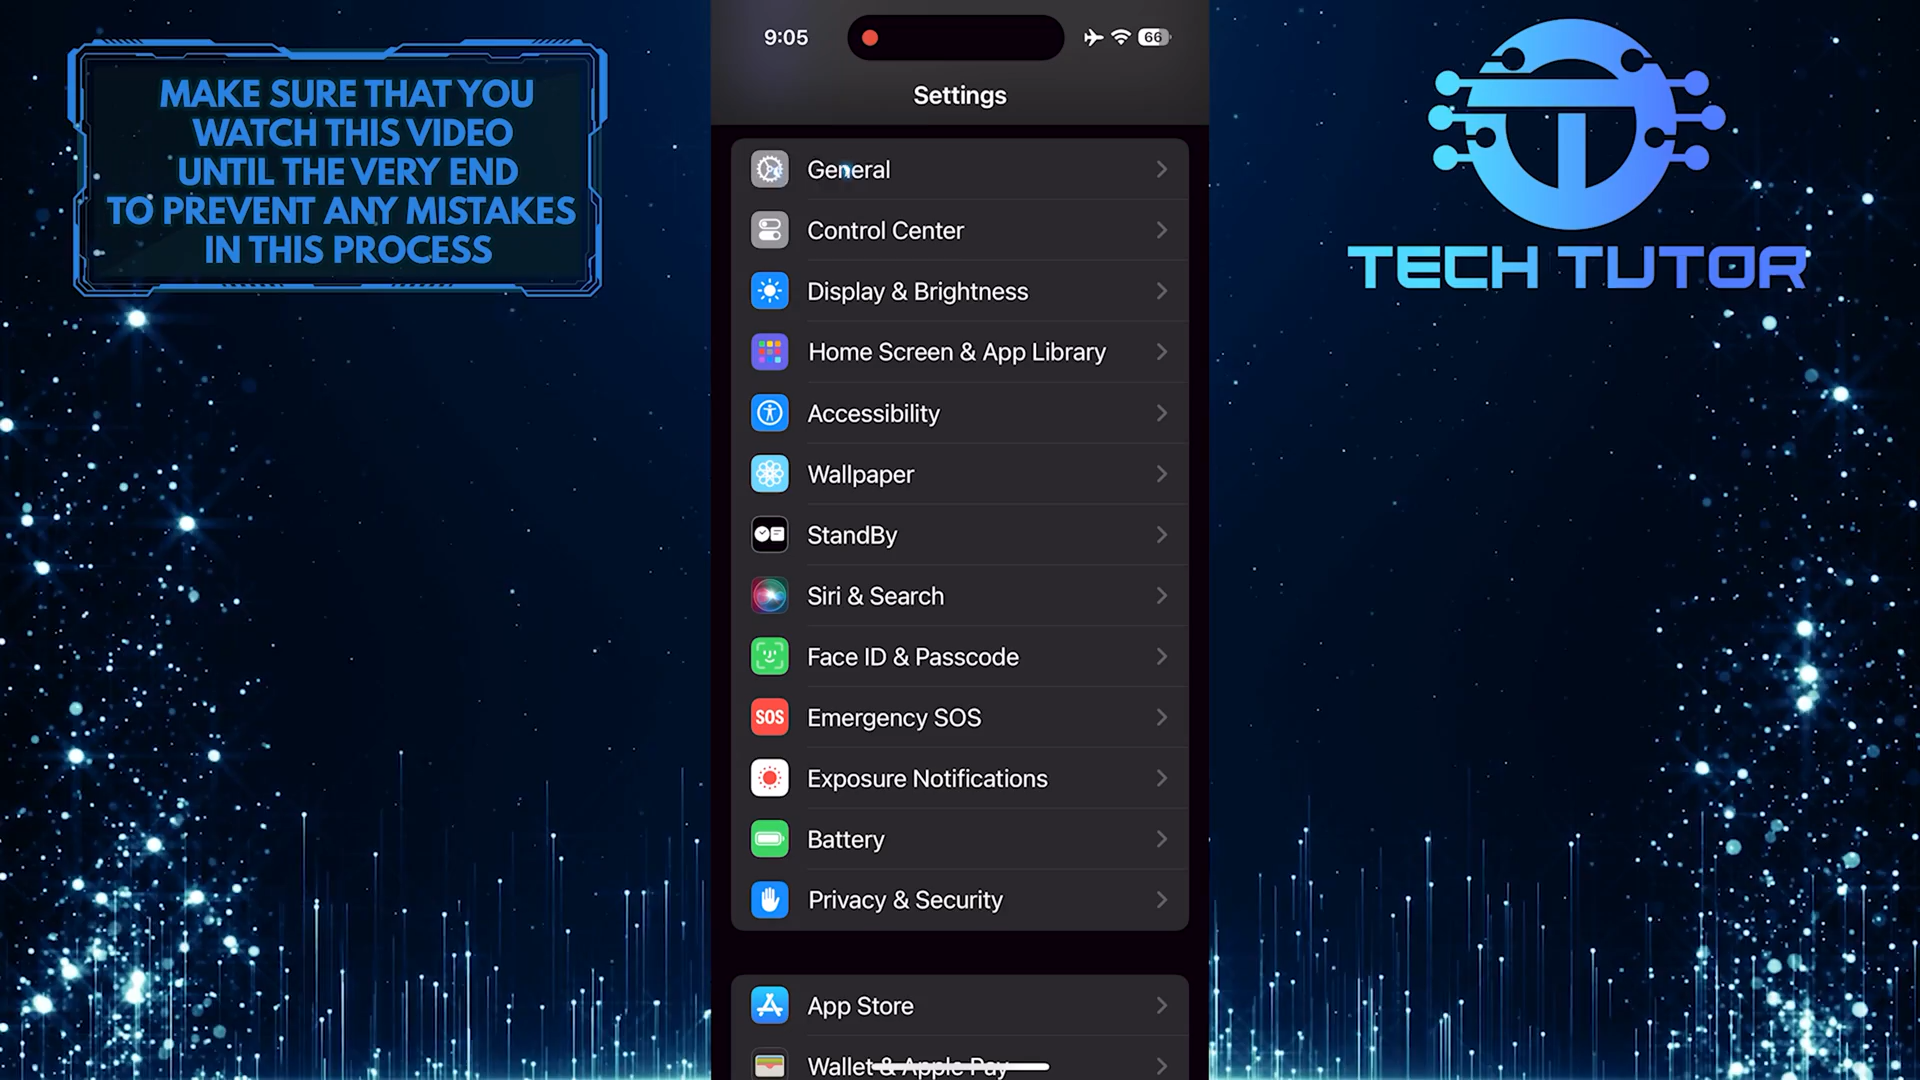 MAKE SURE THAT YOU
WATCH THIS VIDEO
UNTIL THE VERY END
TO PREVENT ANY MISTAKES
IN THIS PROCESS
9:05
66
Settings
General
Control Center
Display & Brightness
Home Screen & App Library
Accessibility
Wallpaper
StandBy
Siri & Search
Face ID & Passcode
SOS Emergency SOS
Exposure Notifications
Battery
Privacy & Security
App Store
Wallet & Apple Pay
TECH TUTOR